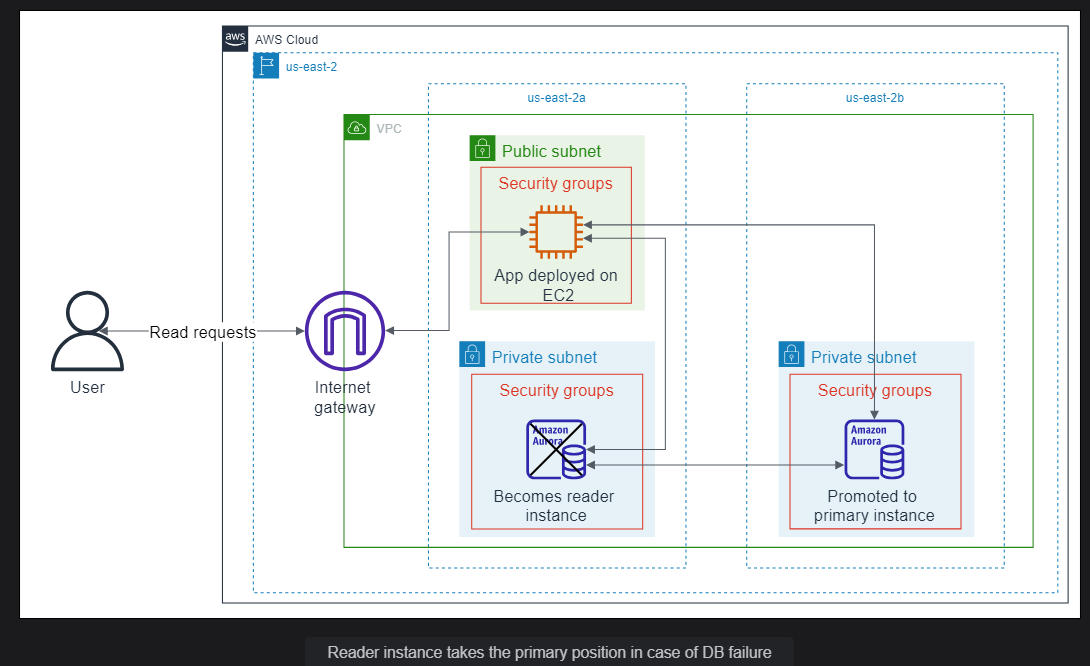 aws
AWS Cloud
us-east-2
us-east-2a
us-east-2b
VPC
Public subnet
Security groups
App deployed on
EC2
Read requests
User
Internet
gateway
Private subnet
Security groups
Amazon
Aurora
Becomes reader
instance
Private subnet
Security groups
Amazon
Aurora
Promoted to
primary instance
Reader instance takes the primary position in case of DB failure